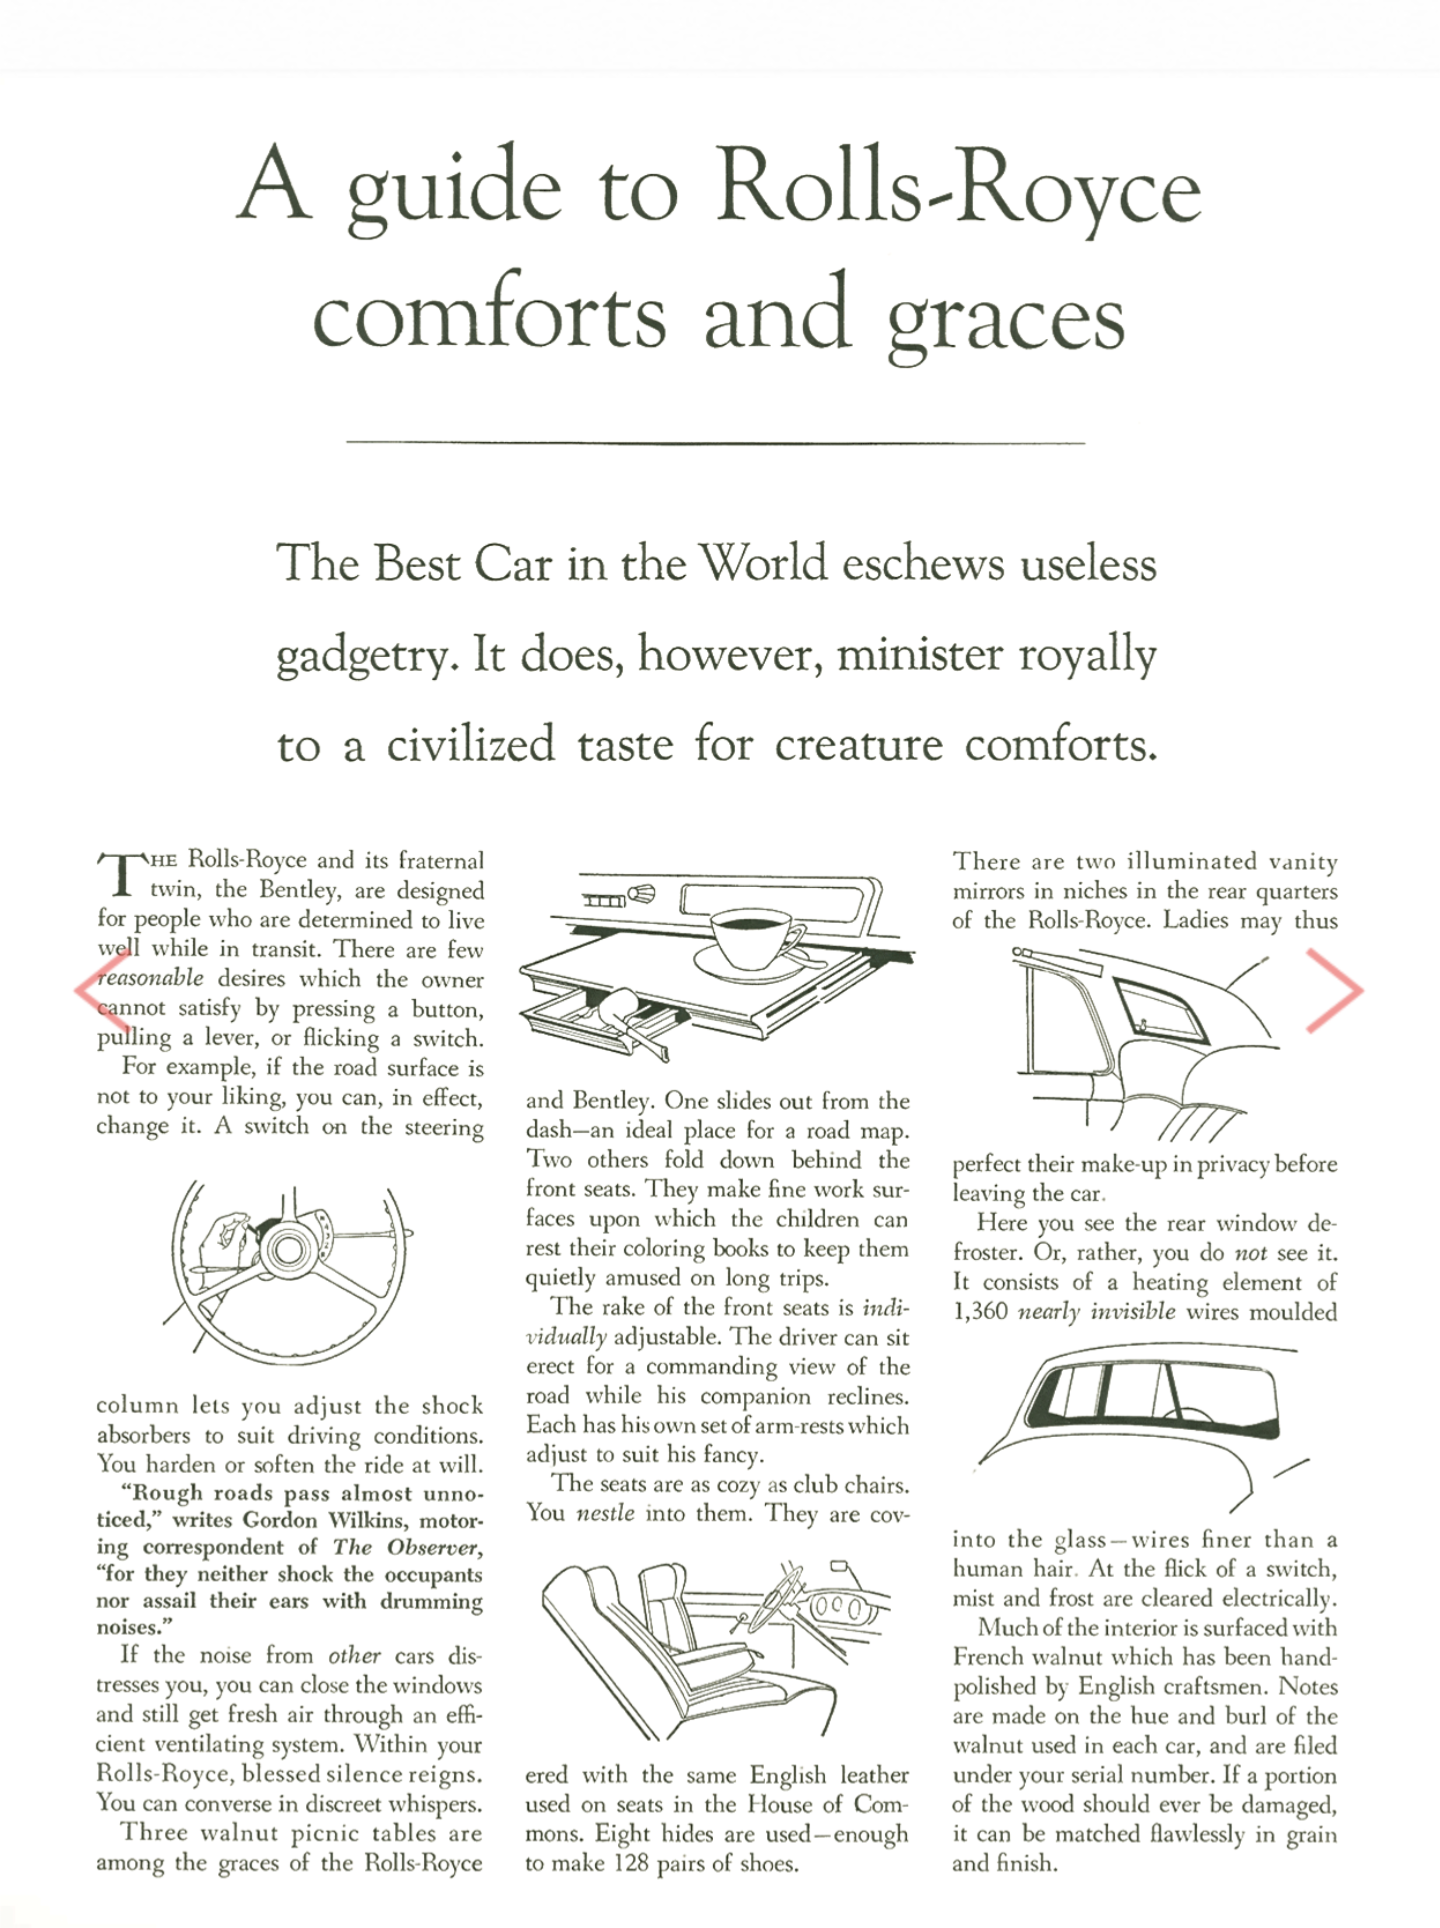 A guide to Rolls-Royce
comforts and graces
The Best Car in the World eschews useless
gadgetry. It does, however, minister royally
to a civilized taste for creature comforts.
THE Rolls-Royce and its fraternal
twin, the Bentley, are designed
for people who are determined to live
well while in transit. There are few
reasonable desires which the owner
cannot satisfy by pressing a button,
pulling a lever, or flicking a switch.
For example, if the road surface is
not to your liking, you can, in effect,
change it. A switch on the steering
column lets you adjust the shock
absorbers to suit driving conditions.
You harden or soften the ride at will.
“Rough roads pass almost unno-
ticed,” writes Gordon Wilkins, motor-
ing correspondent of The Observer,
“for they neither shock the occupants
nor assail their ears with drumming
noises.”
If the noise from other cars dis-
tresses you, you can close the windows
and still get fresh air through an effi-
cient ventilating system. Within your
Rolls-Royce, blessed silence reigns.
You can converse in discreet whispers.
Three walnut picnic tables are
among the graces of the Rolls-Royce
and Bentley. One slides out from the
dash—an ideal place for a road map.
Two others fold down behind the
front seats. They make fine work sur-
faces upon which the children can
rest their coloring books to keep them
quietly amused on long trips.
The rake of the front seats is indi-
vidually adjustable. The driver can sit
erect for a commanding view of the
road while his companion reclines.
Each has his own set of arm-rests which
adjust to suit his fancy.
The seats are as cozy as club chairs.
You nestle into them. They are cov-
ered with the same English leather
used on seats in the House of Com-
mons. Eight hides are used—enough
to make 128 pairs of shoes.
There are two illuminated vanity
mirrors in niches in the rear quarters
of the Rolls-Royce. Ladies may thus
perfect their make-up in privacy before
leaving the car.
Here you see the rear window de-
froster. Or, rather, you do not see it.
It consists of a heating element of
1,360 nearly invisible wires moulded
into the glass—wires finer than a
human hair. At the flick of a switch,
mist and frost are cleared electrically.
Much of the interior is surfaced with
French walnut which has been hand-
polished by English craftsmen. Notes
are made on the hue and burl of the
walnut used in each car, and are filed
under your serial number. If a portion
of the wood should ever be damaged,
it can be matched flawlessly in grain
and finish.